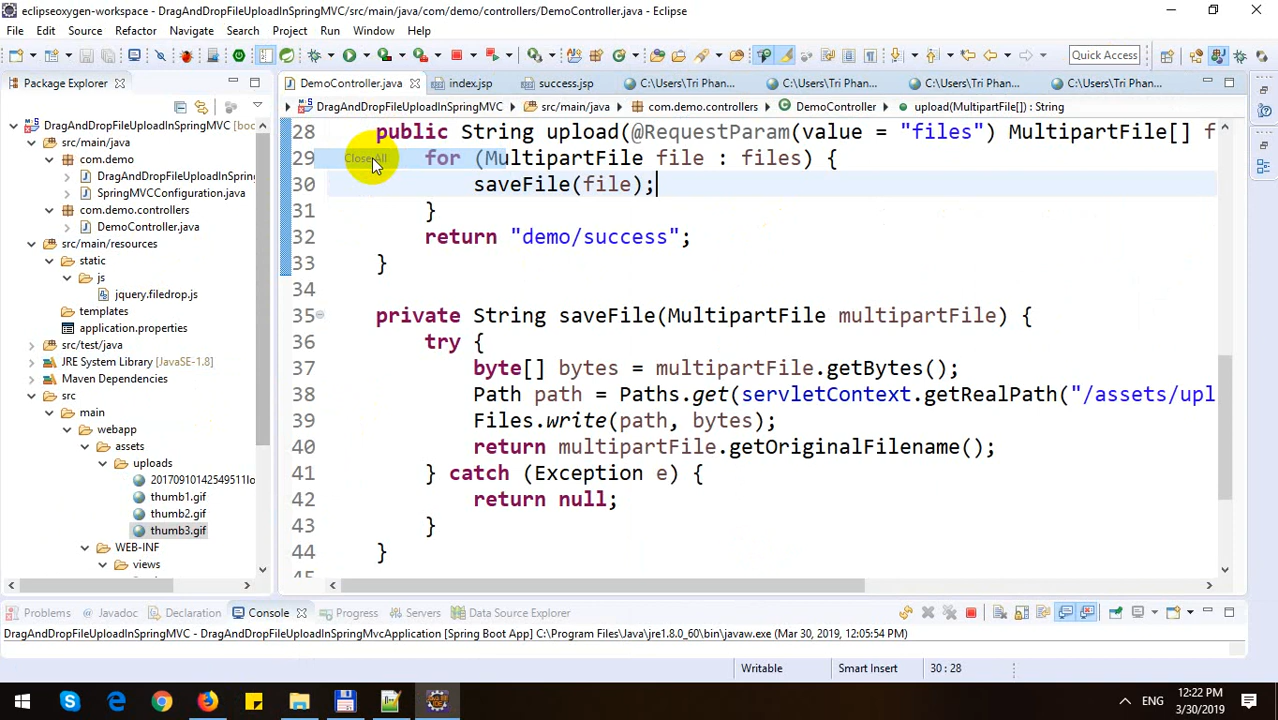 eclipseoxygen-workspace - DragAndDropFileUploadInSpringMVC/src/main/java/com/demo/controllers/DemoController.java - Eclipse
File Edit Source Refactor Navigate Search Project Run Window Help
Quick Access
Package Explorer
DemoController.java index.jsp success.jsp C:\Users\Tri Phan... C:\Users\Tri Phan... C:\Users\Tri Phan... C:\Users\Tri Phan...
DragAndDropFileUploadInSpringMVC src/main/java com.demo.controllers DemoController upload(MultipartFile[]) : String
DragAndDropFileUploadInSpringMVC [boo
src/main/java
com.demo
DragAndDropFileUploadInSpring
SpringMVCConfiguration.java
com.demo.controllers
DemoController.java
src/main/resources
static
js
jquery.filedrop.js
templates
application.properties
src/test/java
JRE System Library [JavaSE-1.8]
Maven Dependencies
src
main
webapp
assets
uploads
20170910142549511lo
thumb1.gif
thumb2.gif
thumb3.gif
WEB-INF
views
28 public String upload(@RequestParam(value = "files") MultipartFile[] f
Close All
29 for (MultipartFile file : files) {
30 saveFile(file);
31 }
32 return "demo/success";
33 }
34
35 private String saveFile(MultipartFile multipartFile) {
36 try {
37 byte[] bytes = multipartFile.getBytes();
38 Path path = Paths.get(servletContext.getRealPath("/assets/upl
39 Files.write(path, bytes);
40 return multipartFile.getOriginalFilename();
41 } catch (Exception e) {
42 return null;
43 }
44 }
45
Problems Javadoc Declaration Console Progress Servers Data Source Explorer
DragAndDropFileUploadInSpringMVC - DragAndDropFileUploadInSpringMvcApplication [Spring Boot App] C:\Program Files\Java\jre1.8.0_60\bin\javaw.exe (Mar 30, 2019, 12:05:54 PM)
Writable Smart Insert 30 : 28
ENG
12:22 PM
3/30/2019